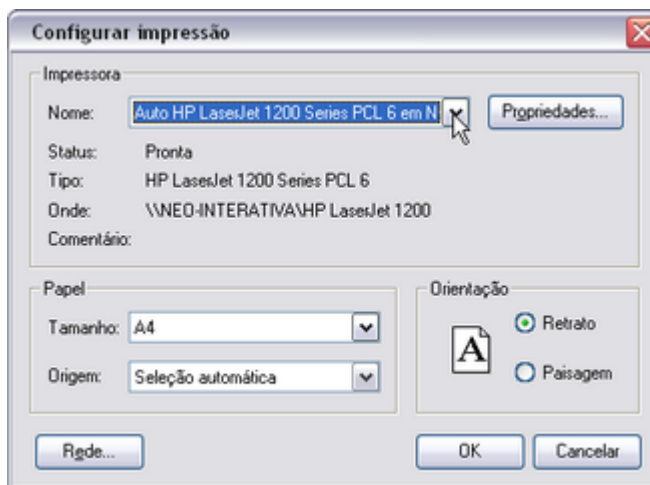 Configurar impressão
Impressora
Nome: Auto HP LaserJet 1200 Series PCL 6 em N Propriedades...
Status: Pronta
Tipo: HP LaserJet 1200 Series PCL 6
Onde: \\NEO-INTERATIVA\HP LaserJet 1200
Comentário:
Papel
Tamanho: A4
Origem: Seleção automática
Orientação
A
Retrato
Paisagem
Rede... OK Cancelar